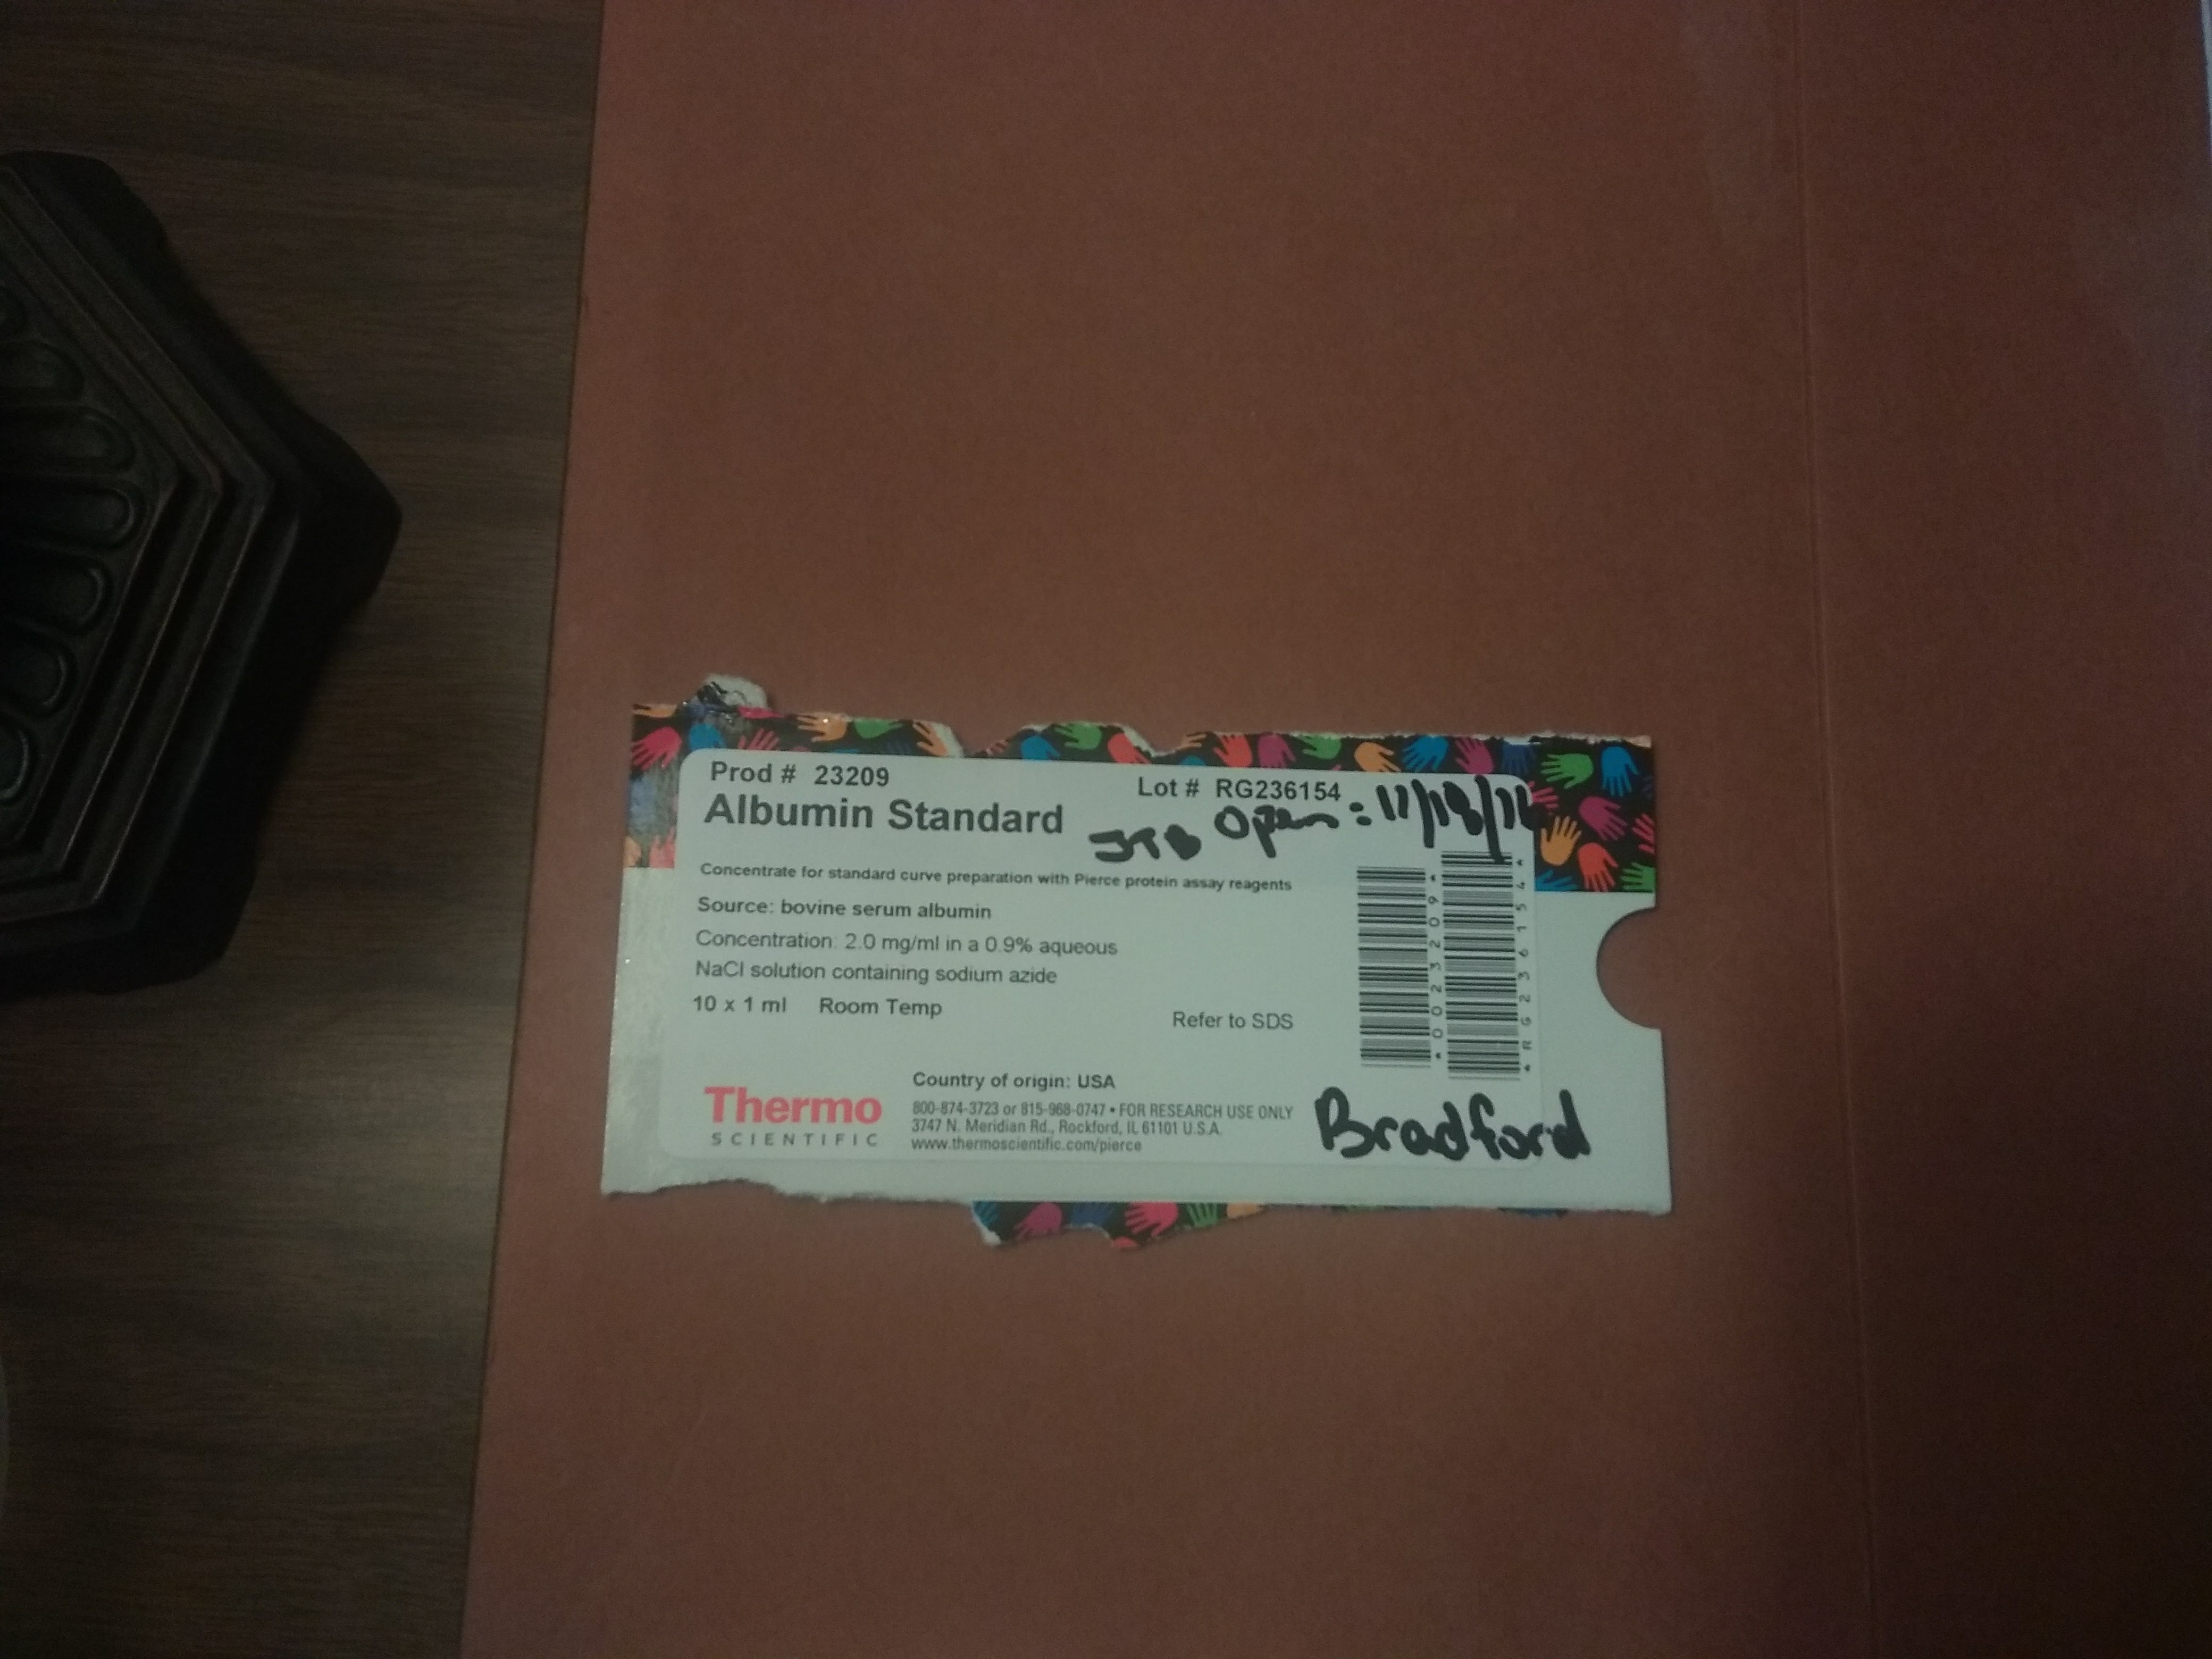 Prod # 23209
Lot # RG236154
Albumin Standard
JTB Open: 11/18/16
Concentrate for standard curve preparation with Pierce protein assay reagents
Source: bovine serum albumin
Concentration: 2.0 mg/ml in a 0.9% aqueous
NaCl solution containing sodium azide
10 x 1 ml Room Temp
Refer to SDS
*0023209*
*RG236154*
Thermo
SCIENTIFIC
Country of origin: USA
800-874-3723 or 815-968-0747 • FOR RESEARCH USE ONLY
3747 N. Meridian Rd., Rockford, IL 61101 U.S.A.
www.thermoscientific.com/pierce
Bradford